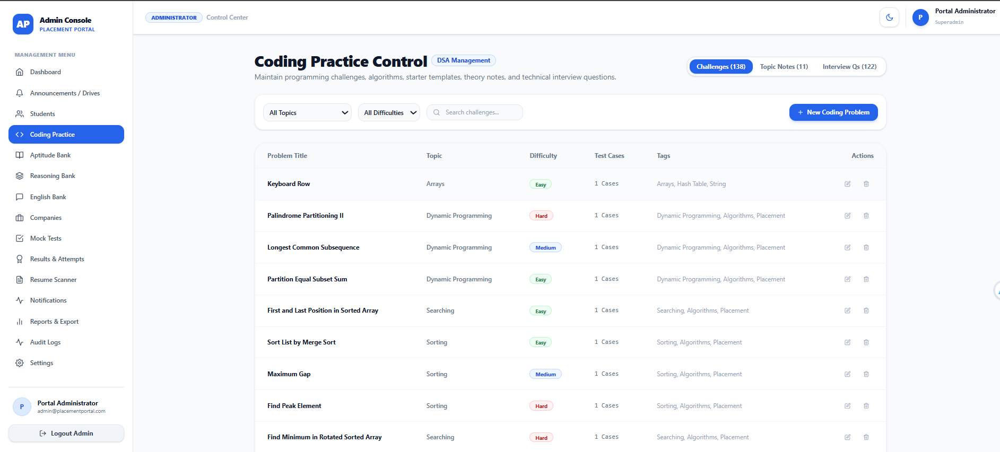 AP
Admin Console
PLACEMENT PORTAL
MANAGEMENT MENU
Dashboard
Announcements / Drives
Students
Coding Practice
Aptitude Bank
Reasoning Bank
English Bank
Companies
Mock Tests
Results & Attempts
Resume Scanner
Notifications
Reports & Export
Audit Logs
Settings
P
Portal Administrator
admin@placementportal.com
Logout Admin
ADMINISTRATOR Control Center
P
Portal Administrator
Superadmin
Coding Practice Control DSA Management
Maintain programming challenges, algorithms, starter templates, theory notes, and technical interview questions.
Challenges (138) Topic Notes (11) Interview Qs (122)
All Topics All Difficulties Search challenges... + New Coding Problem
Problem Title Topic Difficulty Test Cases Tags Actions
Keyboard Row Arrays Easy 1 Cases Arrays, Hash Table, String
Palindrome Partitioning II Dynamic Programming Hard 1 Cases Dynamic Programming, Algorithms, Placement
Longest Common Subsequence Dynamic Programming Medium 1 Cases Dynamic Programming, Algorithms, Placement
Partition Equal Subset Sum Dynamic Programming Easy 1 Cases Dynamic Programming, Algorithms, Placement
First and Last Position in Sorted Array Searching Easy 1 Cases Searching, Algorithms, Placement
Sort List by Merge Sort Sorting Easy 1 Cases Sorting, Algorithms, Placement
Maximum Gap Sorting Medium 1 Cases Sorting, Algorithms, Placement
Find Peak Element Sorting Hard 1 Cases Sorting, Algorithms, Placement
Find Minimum in Rotated Sorted Array Searching Hard 1 Cases Searching, Algorithms, Placement